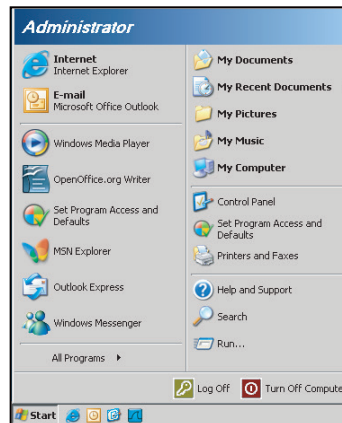 Administrator
Internet
Internet Explorer
E-mail
Microsoft Office Outlook
Windows Media Player
OpenOffice.org Writer
Set Program Access and
Defaults
MSN Explorer
Outlook Express
Windows Messenger
All Programs
My Documents
My Recent Documents
My Pictures
My Music
My Computer
Control Panel
Set Program Access and
Defaults
Printers and Faxes
Help and Support
Search
Run...
Log Off
Turn Off Compute
Start